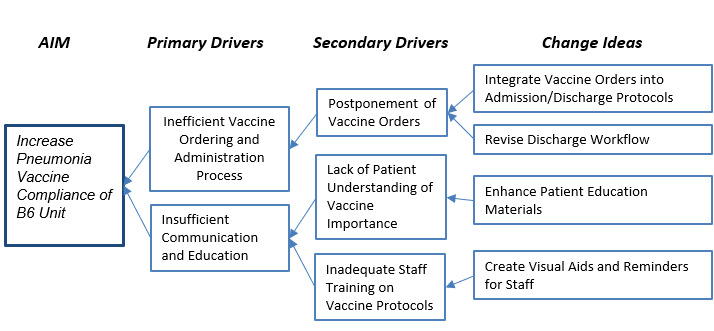 AIM
Primary Drivers
Secondary Drivers
Change Ideas
Increase
Pneumonia
Vaccine
Compliance of
B6 Unit
Inefficient Vaccine
Ordering and
Administration
Process
Insufficient
Communication
and Education
Postponement of
Vaccine Orders
Lack of Patient
Understanding of
Vaccine
Importance
Inadequate Staff
Training on
Vaccine Protocols
Integrate Vaccine Orders into
Admission/Discharge Protocols
Revise Discharge Workflow
Enhance Patient Education
Materials
Create Visual Aids and Reminders
for Staff